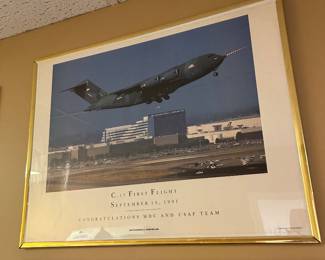 C-17 First Flight
September 15, 1991
Congratulations MDC and USAF Team